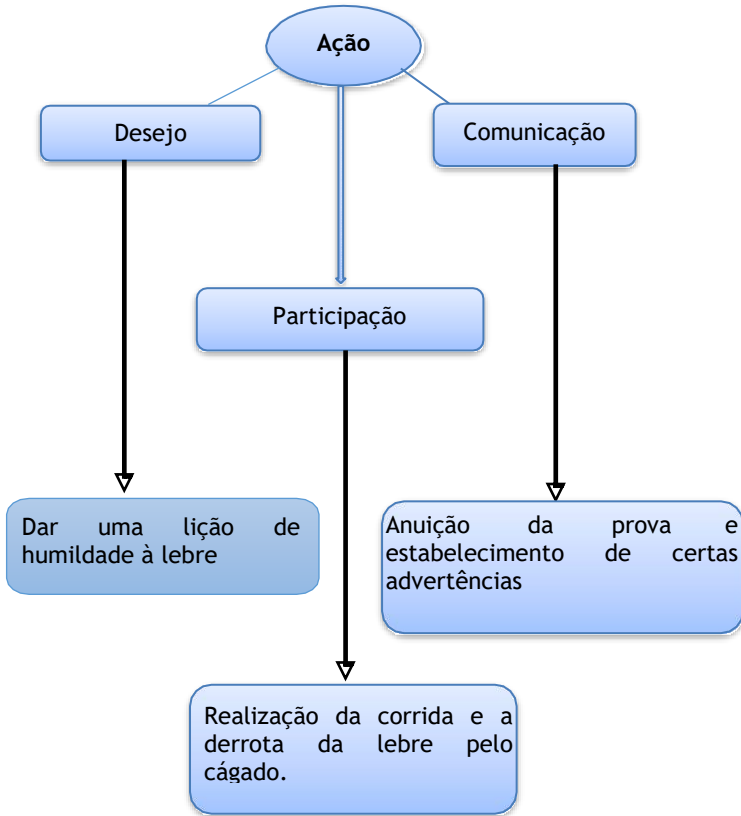 Ação
Desejo
Comunicação
Participação
Dar uma lição de
humildade à lebre
Anuição da prova e
estabelecimento de certas
advertências
Realização da corrida e a
derrota da lebre pelo
cágado.